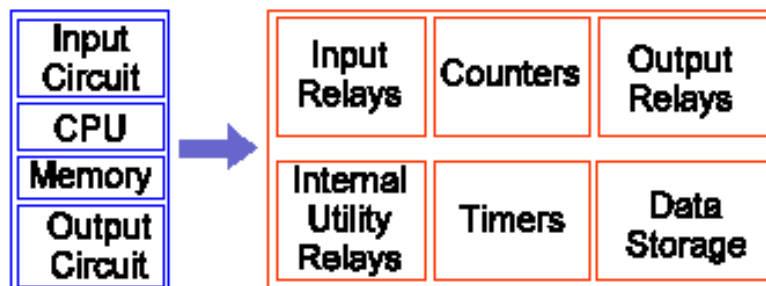 Input
Circuit
CPU
Memory
Output
Circuit
Input
Relays
Counters
Output
Relays
Internal
Utility
Relays
Timers
Data
Storage